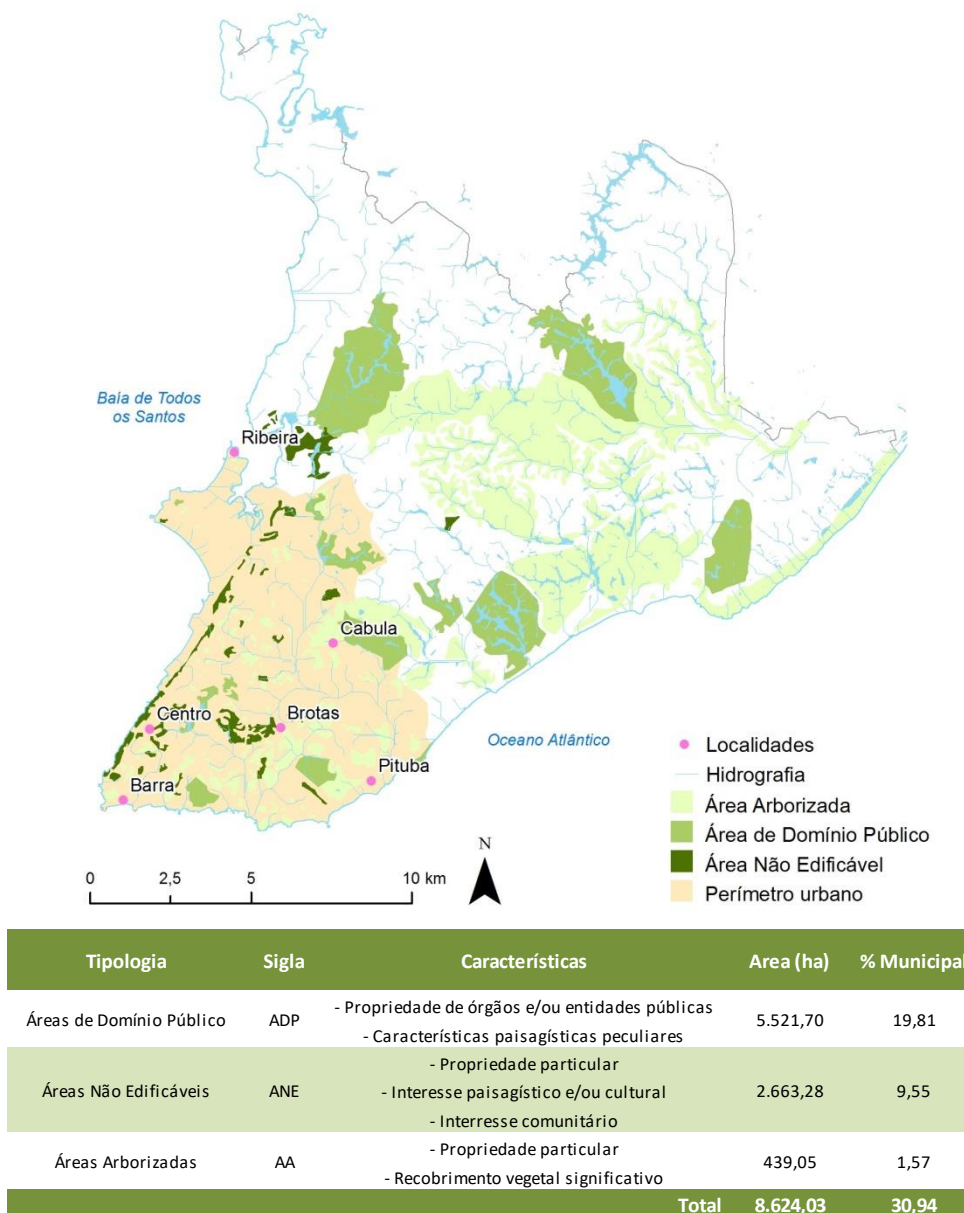 Baia de Todos
os Santos
Ribeira
Cabula
Centro
Brotas
Oceano Atlântico
Pituba
Barra
Localidades
Hidrografia
Área Arborizada
Área de Domínio Público
Área Não Edificável
Perímetro urbano
N
0 2,5 5 10 km
Tipologia Sigla Características Area (ha) % Municipal
Áreas de Domínio Público ADP - Propriedade de órgãos e/ou entidades públicas 5.521,70 19,81
- Características paisagísticas peculiares
- Propriedade particular
Áreas Não Edificáveis ANE - Interesse paisagístico e/ou cultural 2.663,28 9,55
- Interresse comunitário
Áreas Arborizadas AA - Propriedade particular 439,05 1,57
- Recobrimento vegetal significativo
Total 8.624,03 30,94